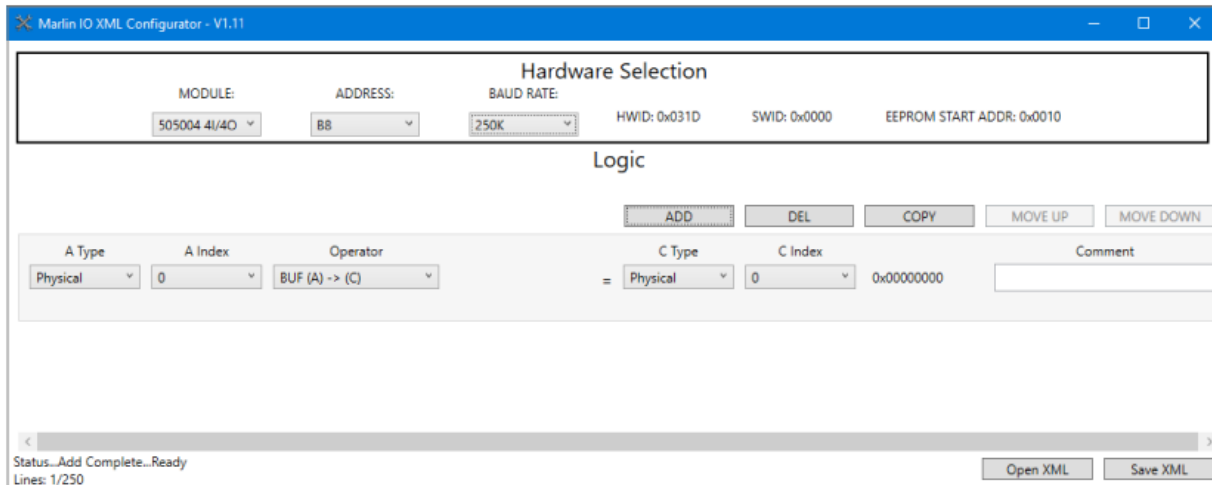 Marlin IO XML Configurator - V1.11
Hardware Selection
MODULE: ADDRESS: BAUD RATE:
505004 4I/4O B8 250K HWID: 0x031D SWID: 0x0000 EEPROM START ADDR: 0x0010
Logic
ADD DEL COPY MOVE UP MOVE DOWN
A Type A Index Operator C Type C Index Comment
Physical 0 BUF (A) -> (C) = Physical 0 0x00000000
Status...Add Complete...Ready
Lines: 1/250
Open XML Save XML